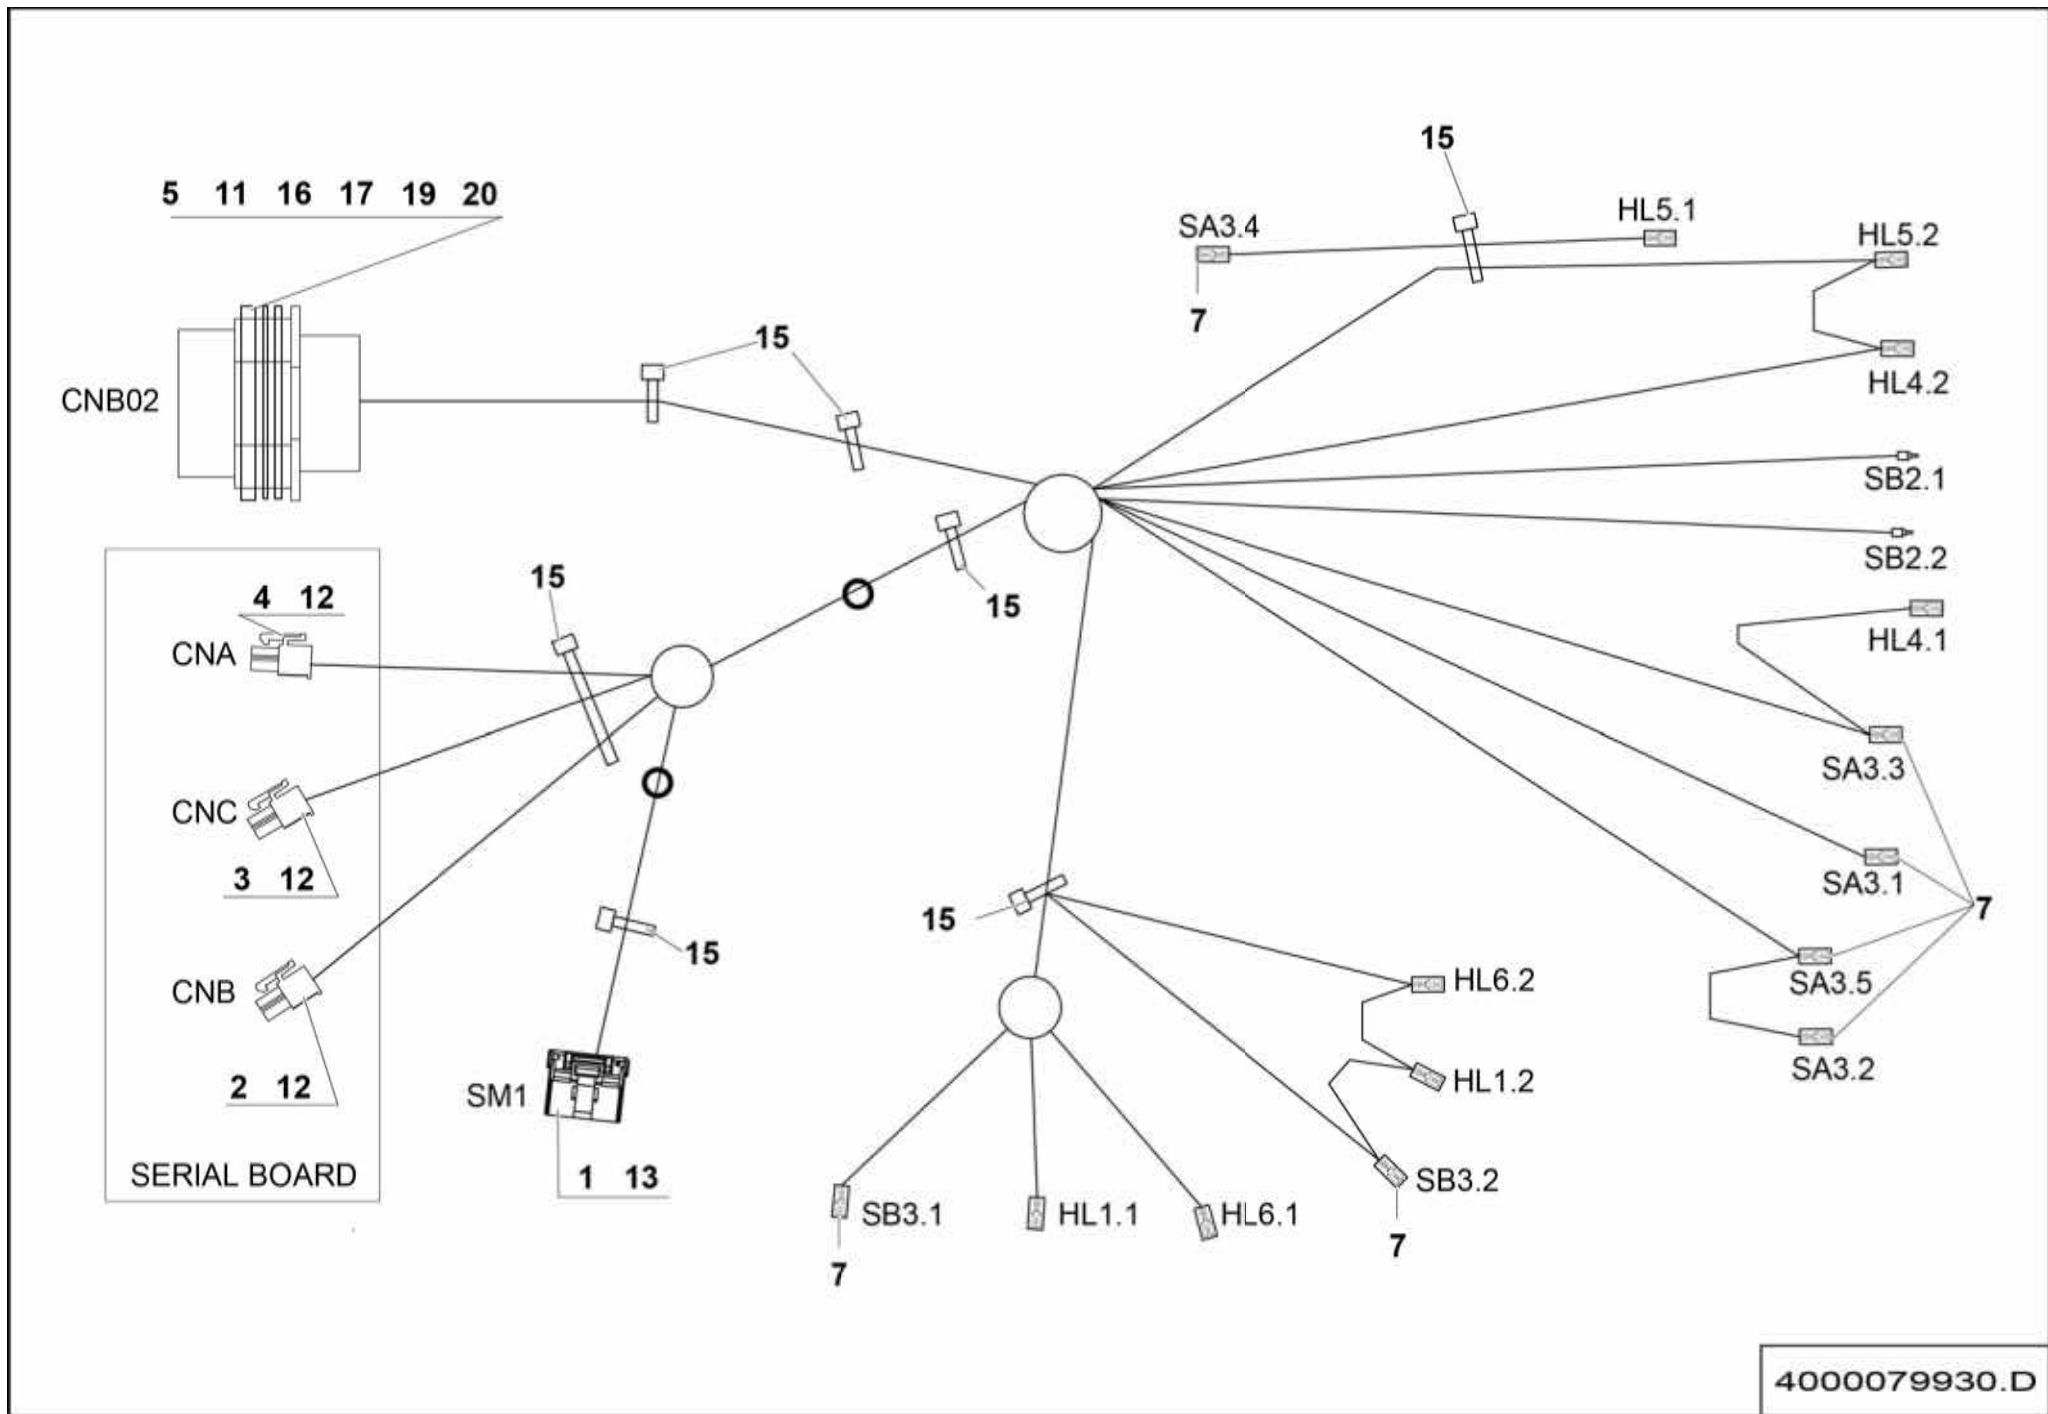 15
5 11 16 17 19 20
SA3.4
HL5.1
HL5.2
7
15
HL4.2
CNB02
SB2.1
SB2.2
15
15
4 12
CNA
HL4.1
SA3.3
CNC
3 12
SA3.1
7
15
15
SA3.5
HL6.2
CNB
2 12
SM1
SA3.2
HL1.2
SERIAL BOARD
1 13
SB3.2
SB3.1
HL1.1
HL6.1
7
7
4000079930.D